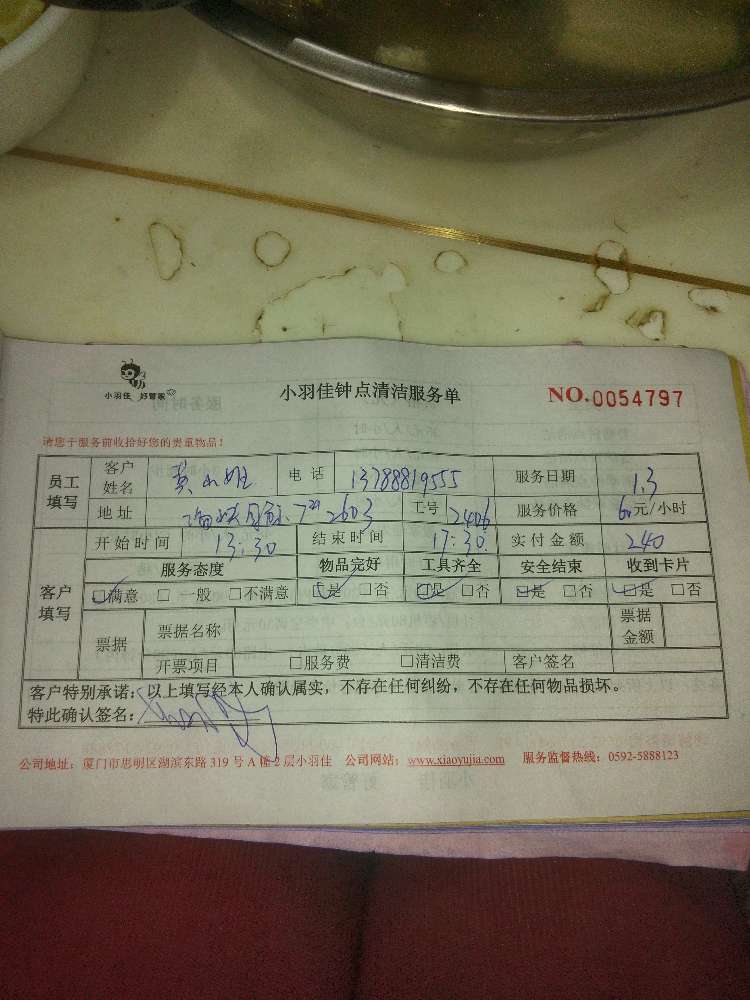 小羽佳 好管家
小羽佳钟点清洁服务单
NO.0054797
请您于服务前收拾好您的贵重物品！
员工填写 客户姓名 黄小姐 电话 13788819555 服务日期 1.3
地址 7 2603 工号 2406 服务价格 60元/小时
客户填写 开始时间 13:30 结束时间 17:30 实付金额 240
服务态度 物品完好 工具齐全 安全结束 收到卡片
☑满意 □一般 □不满意 ☑是 □否 ☑是 □否 ☑是 □否 ☑是 □否
票据 票据名称 票据金额
开票项目 □服务费 □清洁费 客户签名
客户特别承诺：以上填写经本人确认属实，不存在任何纠纷，不存在任何物品损坏。
特此确认签名：
公司地址：厦门市思明区湖滨东路 319 号 A 幢 2 层小羽佳 公司网站：www.xiaoyujia.com 服务监督热线：0592-5888123